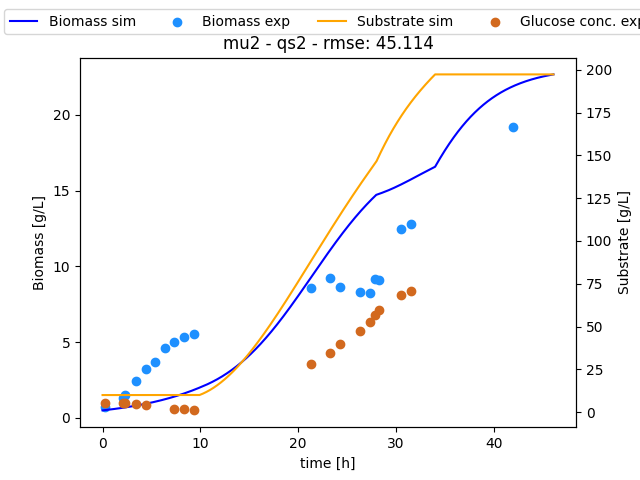 Biomass sim Biomass exp Substrate sim Glucose conc. exp
mu2 - qs2 - rmse: 45.114
Biomass [g/L]
20
15
10
5
0
200
175
150
125
100
75
50
25
0
Substrate [g/L]
0 10 20 30 40
time [h]